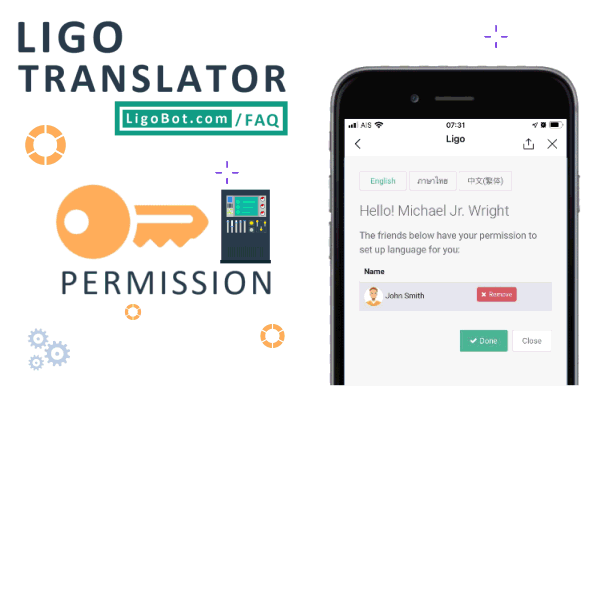 LIGO
TRANSLATOR
LigoBot.com /FAQ
PERMISSION
AIS
07:31
Ligo
English
ภาษาไทย
中文(繁体)
Hello! Michael Jr. Wright
The friends below have your permission to
set up language for you:
Name
John Smith
Remove
Done
Close